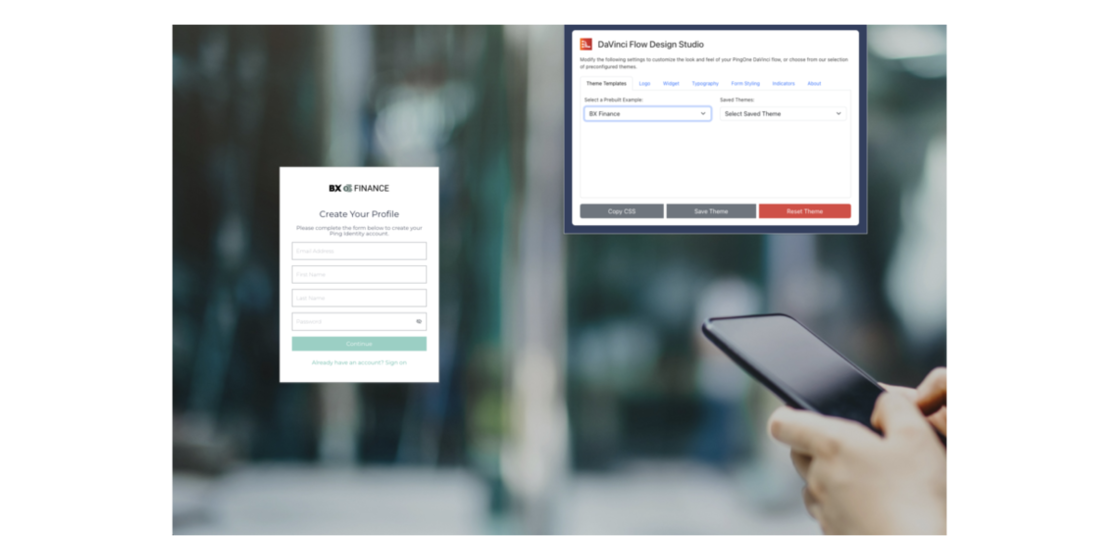 DaVinci Flow Design Studio
Modify the following settings to customize the look and feel of your PingOne DaVinci flow, or choose from our selection
of preconfigured themes.
Theme Templates Logo Widget Typography Form Styling Indicators About
Select a Prebuilt Example: Saved Themes:
BX Finance Select Saved Theme
Copy CSS Save Theme Reset Theme
BX FINANCE
Create Your Profile
Please complete the form below to create your
Ping Identity account.
Email Address
First Name
Last Name
Password
Continue
Already have an account? Sign on